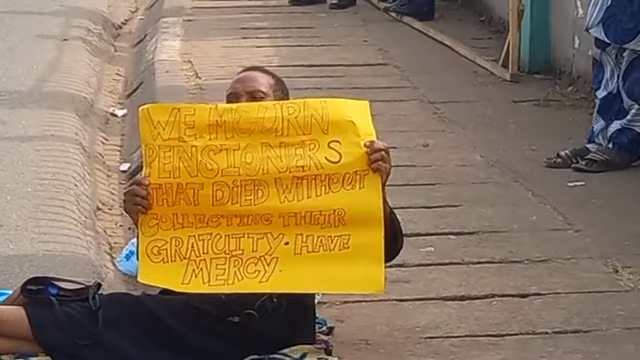 WE MOURN
PENSIONERS
THAT DIED WITHOUT
COLLECTING THEIR
GRATUITY. HAVE
MERCY.